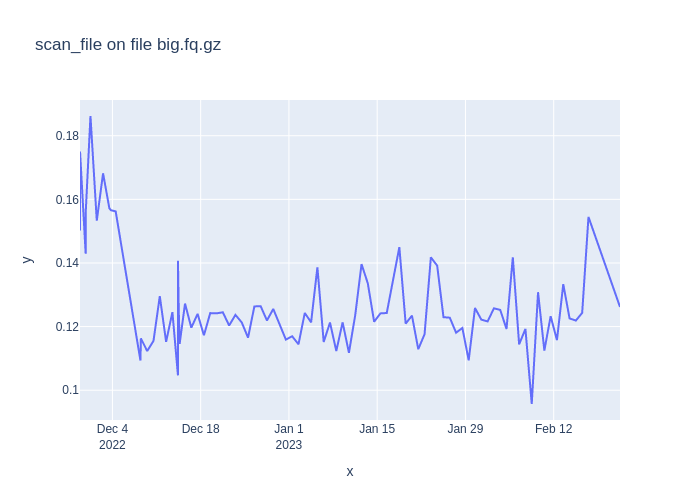 scan_file on file big.fq.gz
0.18
0.16
0.14
0.12
0.1
y
Dec 4
2022
Dec 18
Jan 1
2023
Jan 15
Jan 29
Feb 12
x